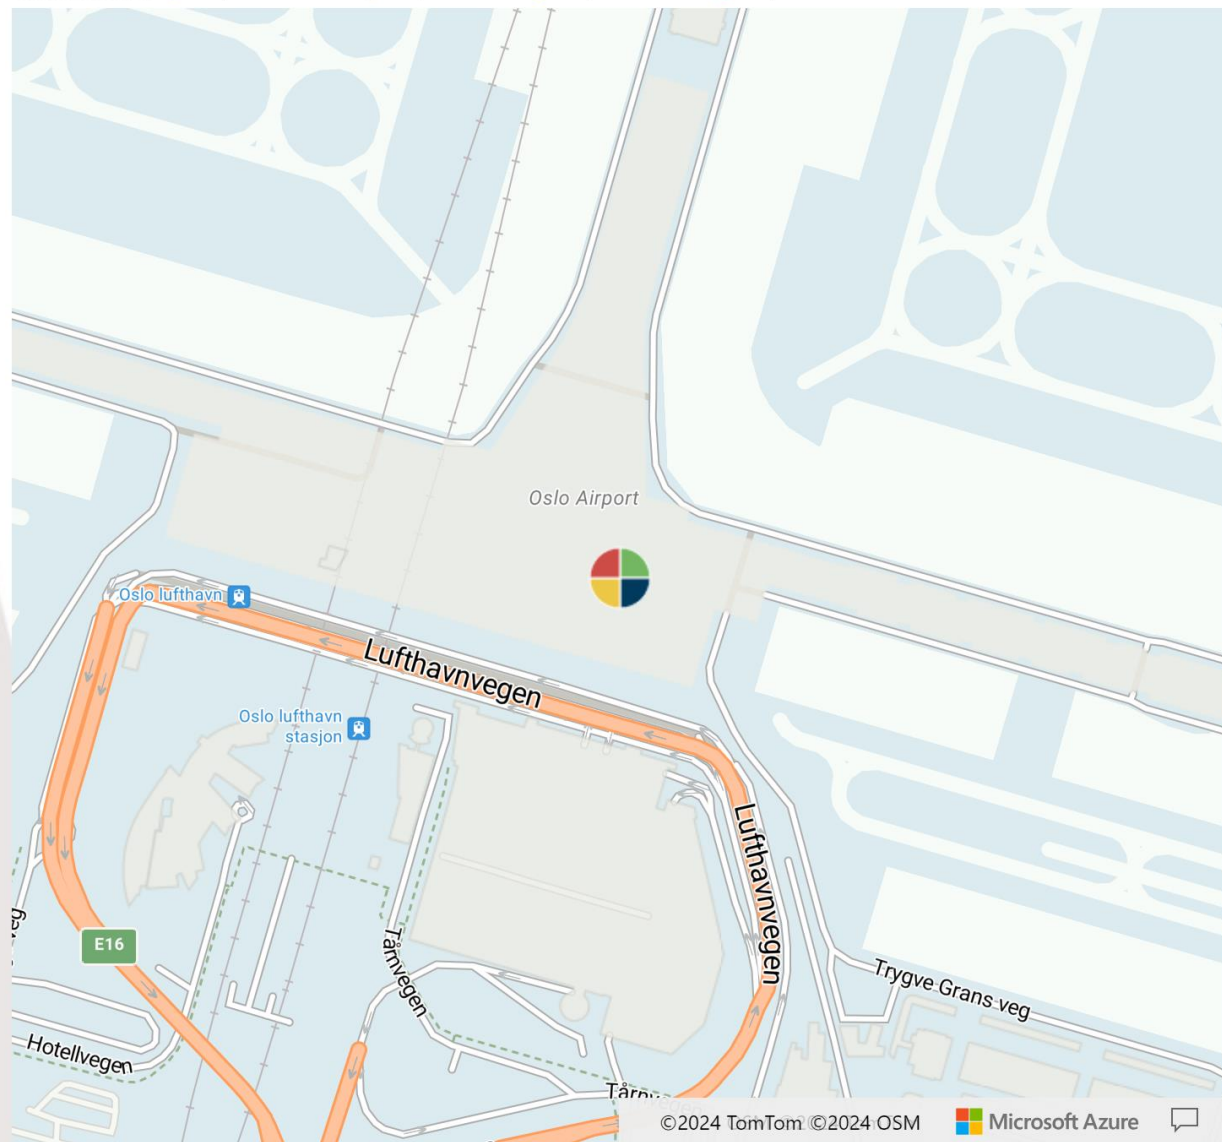 Oslo Airport
Oslo lufthavn
Lufthavnvegen
Oslo lufthavn
stasjon
Lufthavnvegen
E16
Tårnvegen
Trygve Grans veg
Hotellvegen
©2024 TomTom ©2024 OSM
Microsoft Azure